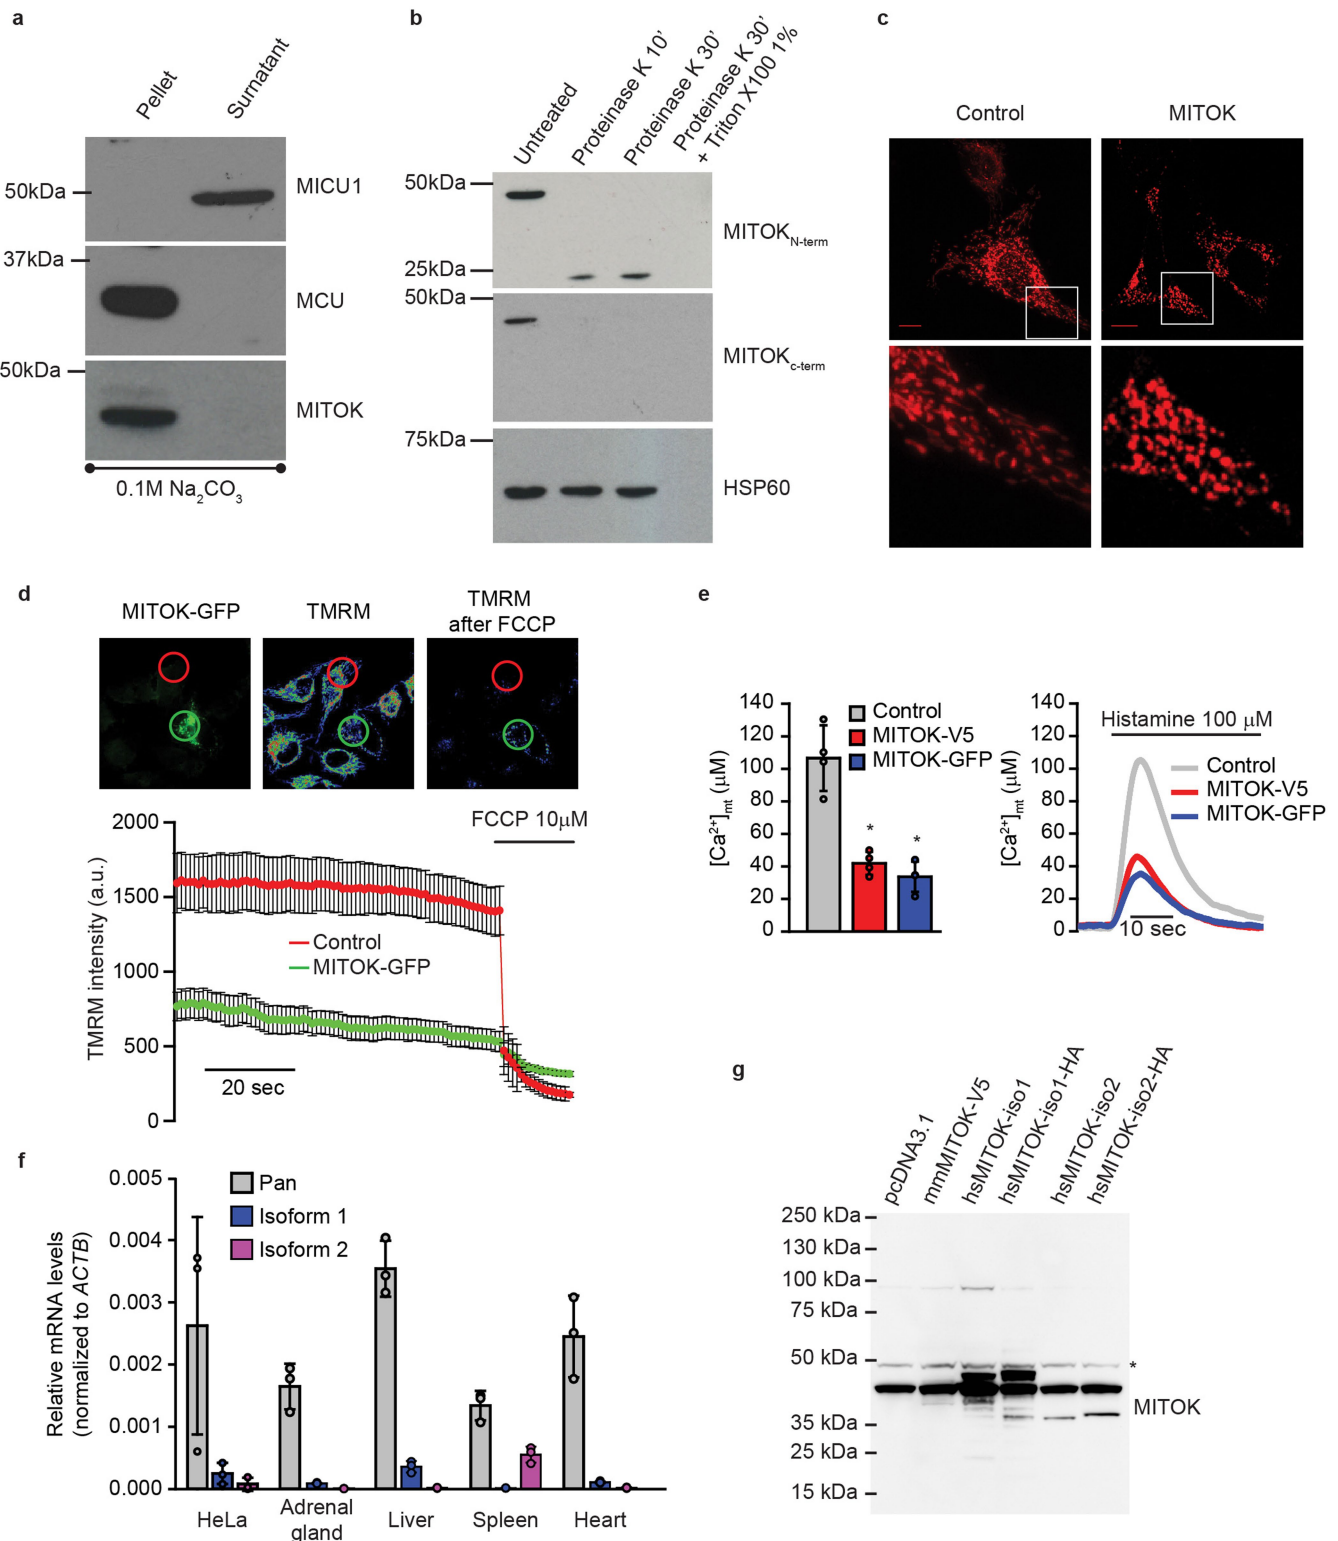 a
Pellet
Surnatant
50kDa
MICU1
37kDa
MCU
50kDa
MITOK
0.1M Na₂CO₃
b
Untreated
Proteinase K 10'
Proteinase K 30'
Proteinase K 30'
+ Triton X100 1%
50kDa
MITOK N-term
25kDa
50kDa
MITOK c-term
75kDa
HSP60
c
Control
MITOK
d
MITOK-GFP
TMRM
TMRM
after FCCP
2000
1500
1000
500
0
TMRM intensity (a.u.)
FCCP 10µM
Control
MITOK-GFP
20 sec
e
140
120
100
80
60
40
20
0
[Ca²⁺]mt (µM)
Control
MITOK-V5
MITOK-GFP
*
*
140
120
100
80
60
40
20
0
[Ca²⁺]mt (µM)
Histamine 100 µM
Control
MITOK-V5
MITOK-GFP
10 sec
f
0.005
0.004
0.003
0.002
0.001
0.000
Relative mRNA levels
(normalized to ACTB)
Pan
Isoform 1
Isoform 2
HeLa
Adrenal
gland
Liver
Spleen
Heart
g
pcDNA3.1
mmMITOK-V5
hsMITOK-iso1
hsMITOK-iso1-HA
hsMITOK-iso2
hsMITOK-iso2-HA
250 kDa
130 kDa
100 kDa
75 kDa
50 kDa
35 kDa
25 kDa
15 kDa
*
MITOK